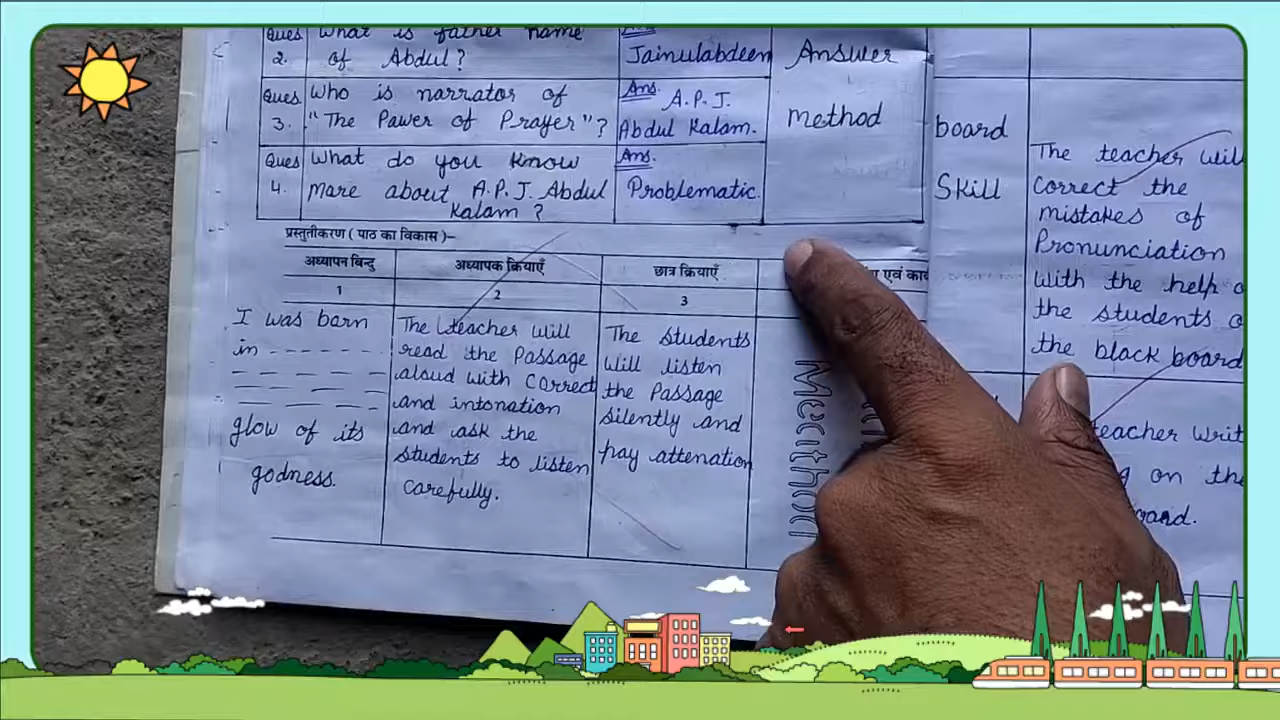 Ques What is father name
2. of Abdul?
Jainulabdeen
Answer
Ques Who is narrator of
3. "The Pawer of Prayer"?
Ans. A.P.J.
Abdul Kalam.
method
Ques What do you know
4. mare about A.P.J. Abdul
Kalam?
Ans.
Problematic.
प्रस्तुतीकरण ( पाठ का विकास)–
अध्यापन बिन्दु अध्यापक क्रियाएँ छात्र क्रियाएँ एवं
1 2 3
I was barn
in - - - - - - -
glow of its
godness.
The teacher will
read the Passage
aloud with correct
and intonation
and ask the
students to listen
carefully.
The students
will listen
the Passage
silently and
pay attenation
board
Skill
The teacher will
correct the
mistakes of
Pronunciation
with the help
the students
the black board
teacher writ
on the